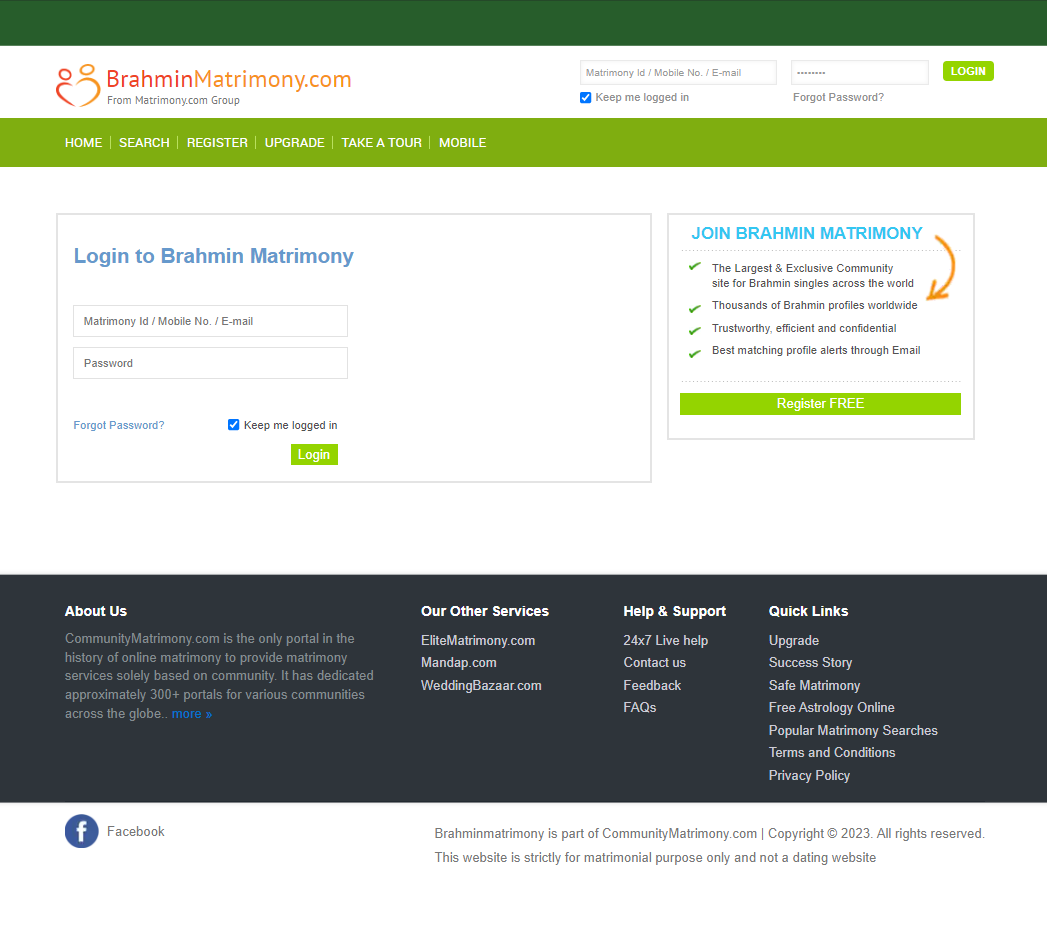 BrahminMatrimony.com
From Matrimony.com Group
Matrimony Id / Mobile No. / E-mail
••••••••
LOGIN
Keep me logged in
Forgot Password?
HOME | SEARCH | REGISTER | UPGRADE | TAKE A TOUR | MOBILE
Login to Brahmin Matrimony
Matrimony Id / Mobile No. / E-mail
Password
Forgot Password?
Keep me logged in
Login
JOIN BRAHMIN MATRIMONY
The Largest & Exclusive Community
site for Brahmin singles across the world
Thousands of Brahmin profiles worldwide
Trustworthy, efficient and confidential
Best matching profile alerts through Email
Register FREE
About Us
CommunityMatrimony.com is the only portal in the
history of online matrimony to provide matrimony
services solely based on community. It has dedicated
approximately 300+ portals for various communities
across the globe.. more »
Our Other Services
EliteMatrimony.com
Mandap.com
WeddingBazaar.com
Help & Support
24x7 Live help
Contact us
Feedback
FAQs
Quick Links
Upgrade
Success Story
Safe Matrimony
Free Astrology Online
Popular Matrimony Searches
Terms and Conditions
Privacy Policy
Facebook
Brahminmatrimony is part of CommunityMatrimony.com | Copyright © 2023. All rights reserved.
This website is strictly for matrimonial purpose only and not a dating website